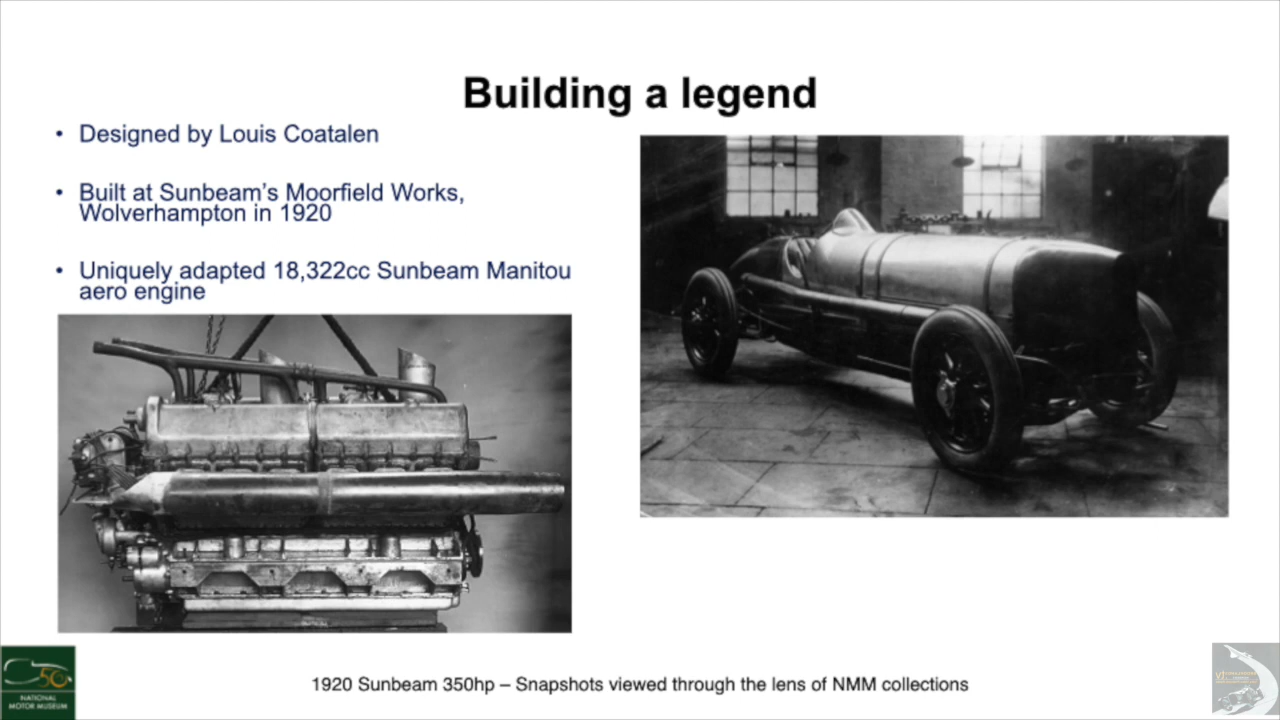 Building a legend
• Designed by Louis Coatalen
• Built at Sunbeam's Moorfield Works,
Wolverhampton in 1920
• Uniquely adapted 18,322cc Sunbeam Manitou
aero engine
50
NATIONAL
MOTOR MUSEUM
1920 Sunbeam 350hp – Snapshots viewed through the lens of NMM collections